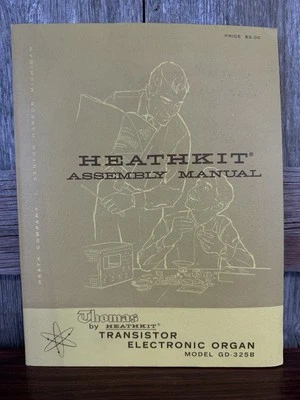 PRICE $2.00
HEATHKIT®
ASSEMBLY MANUAL
Thomas
by HEATHKIT®
TRANSISTOR
ELECTRONIC ORGAN
MODEL GD-325B